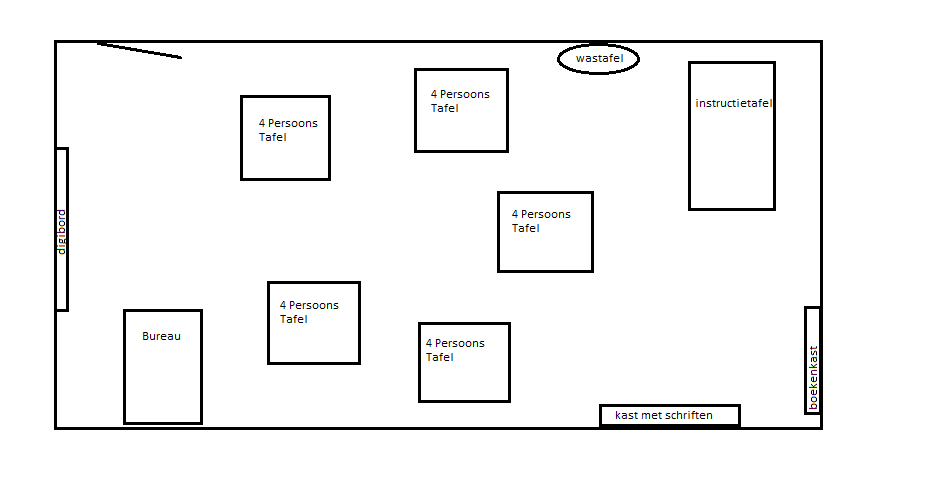 wastafel
4 Persoons
Tafel
instructietafel
4 Persoons
Tafel
4 Persoons
Tafel
digibord
4 Persoons
Tafel
Bureau
4 Persoons
Tafel
boekenkast
kast met schriften